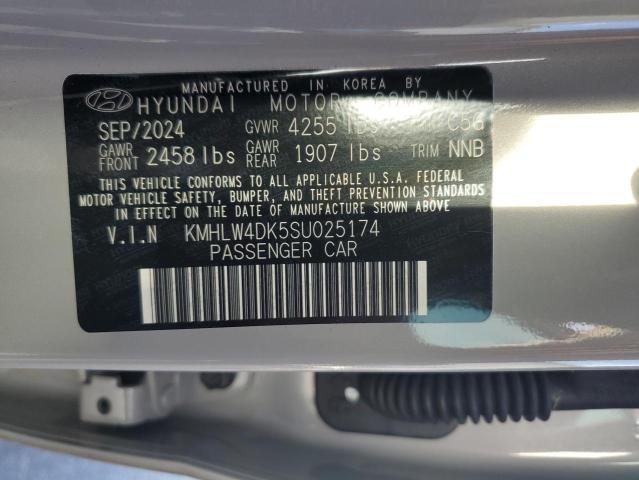 MANUFACTURED IN KOREA BY
HYUNDAI MOTOR COMPANY
SEP/2024 GVWR 4255 lbs C5G
GAWR FRONT 2458 lbs GAWR REAR 1907 lbs TRIM NNB
THIS VEHICLE CONFORMS TO ALL APPLICABLE U.S.A. FEDERAL
MOTOR VEHICLE SAFETY, BUMPER, AND THEFT PREVENTION STANDARDS
IN EFFECT ON THE DATE OF MANUFACTURE SHOWN ABOVE.
V.I.N KMHLW4DK5SU025174
PASSENGER CAR